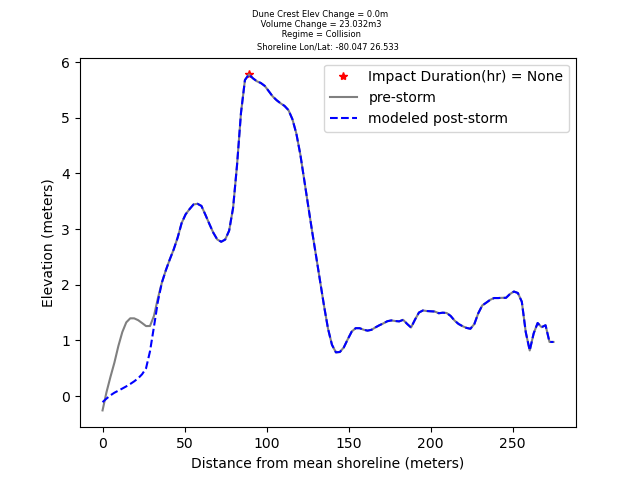 Dune Crest Elev Change = 0.0m
Volume Change = 23.032m3
Regime = Collision
Shoreline Lon/Lat: -80.047 26.533
Impact Duration(hr) = None
pre-storm
modeled post-storm
Elevation (meters)
6
5
4
3
2
1
0
0 50 100 150 200 250
Distance from mean shoreline (meters)